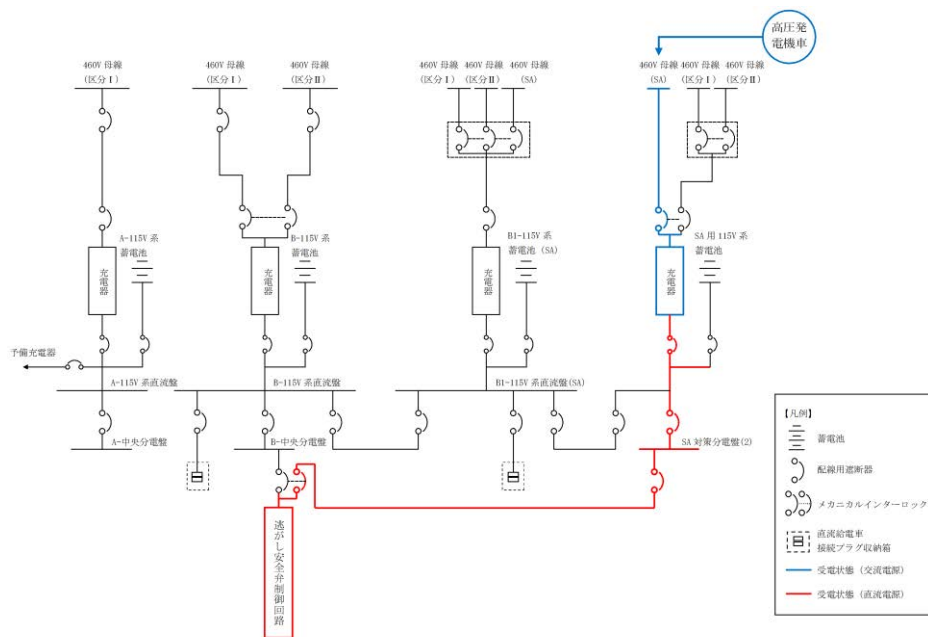 高圧発
電機車
460V 母線
(区分Ⅰ)
460V 母線
(区分Ⅰ)
460V 母線
(区分Ⅱ)
460V 母線
(区分Ⅰ)
460V 母線
(区分Ⅱ)
460V 母線
(SA)
460V 母線
(SA)
460V 母線
(区分Ⅰ)
460V 母線
(区分Ⅱ)
A-115V 系
蓄電池
充電器
B-115V 系
蓄電池
充電器
B1-115V 系
蓄電池(SA)
充電器
SA 用 115V 系
蓄電池
充電器
予備充電器
A-115V 系直流盤
B-115V 系直流盤
B1-115V 系直流盤(SA)
A-中央分電盤
B-中央分電盤
SA 対策分電盤(2)
逃がし安全弁制御回路
【凡例】
蓄電池
配線用遮断器
メカニカルインターロック
直流給電車
接続プラグ収納箱
受電状態(交流電源)
受電状態(直流電源)